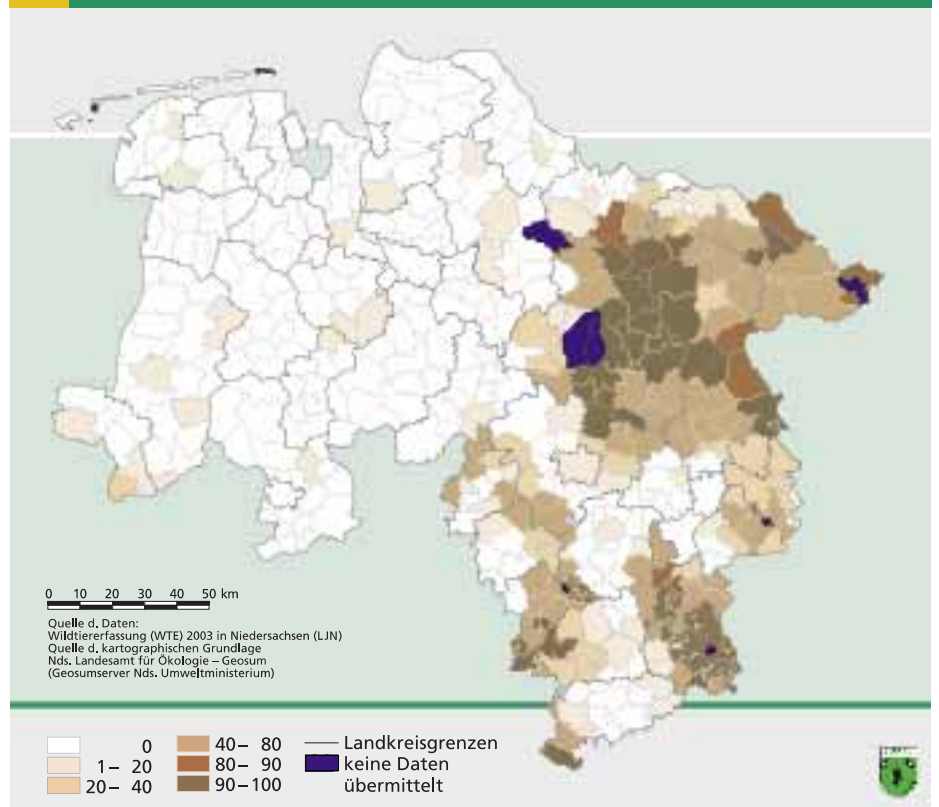 0 10 20 30 40 50 km
Quelle d. Daten:
Wildtiererfassung (WTE) 2003 in Niedersachsen (LJN)
Quelle d. kartographischen Grundlage
Nds. Landesamt für Ökologie – Geosum
(Geosumserver Nds. Umweltministerium)
0
1– 20
20– 40
40– 80
80– 90
90–100
Landkreisgrenzen
keine Daten
übermittelt